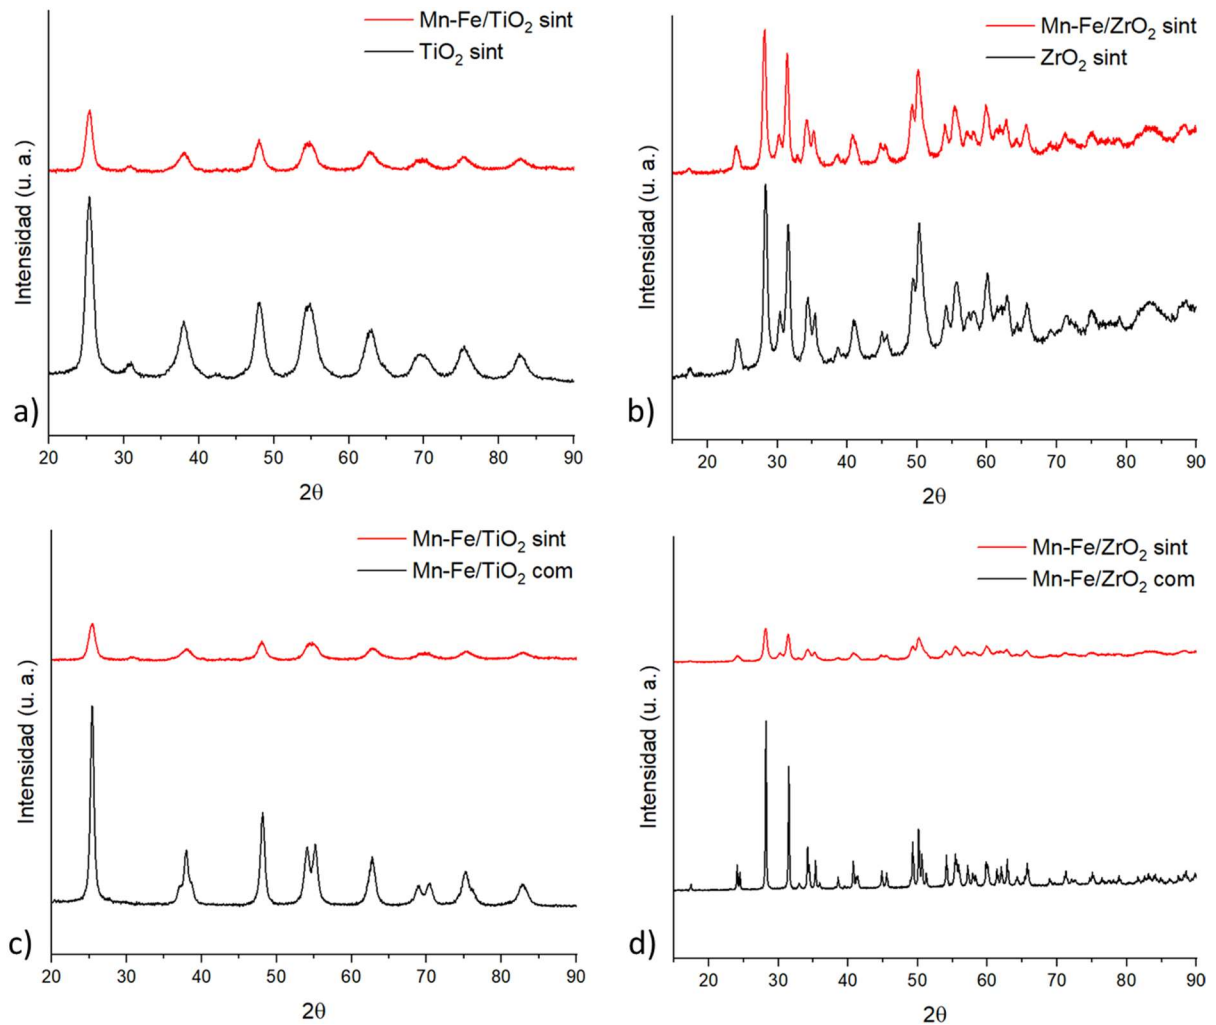 Mn-Fe/TiO2 sint
TiO2 sint
Intensidad (u. a.)
a)
20 30 40 50 60 70 80 90
2θ
Mn-Fe/ZrO2 sint
ZrO2 sint
Intensidad (u. a.)
b)
20 30 40 50 60 70 80 90
2θ
Mn-Fe/TiO2 sint
Mn-Fe/TiO2 com
Intensidad (u. a.)
c)
20 30 40 50 60 70 80 90
2θ
Mn-Fe/ZrO2 sint
Mn-Fe/ZrO2 com
Intensidad (u. a.)
d)
20 30 40 50 60 70 80 90
2θ